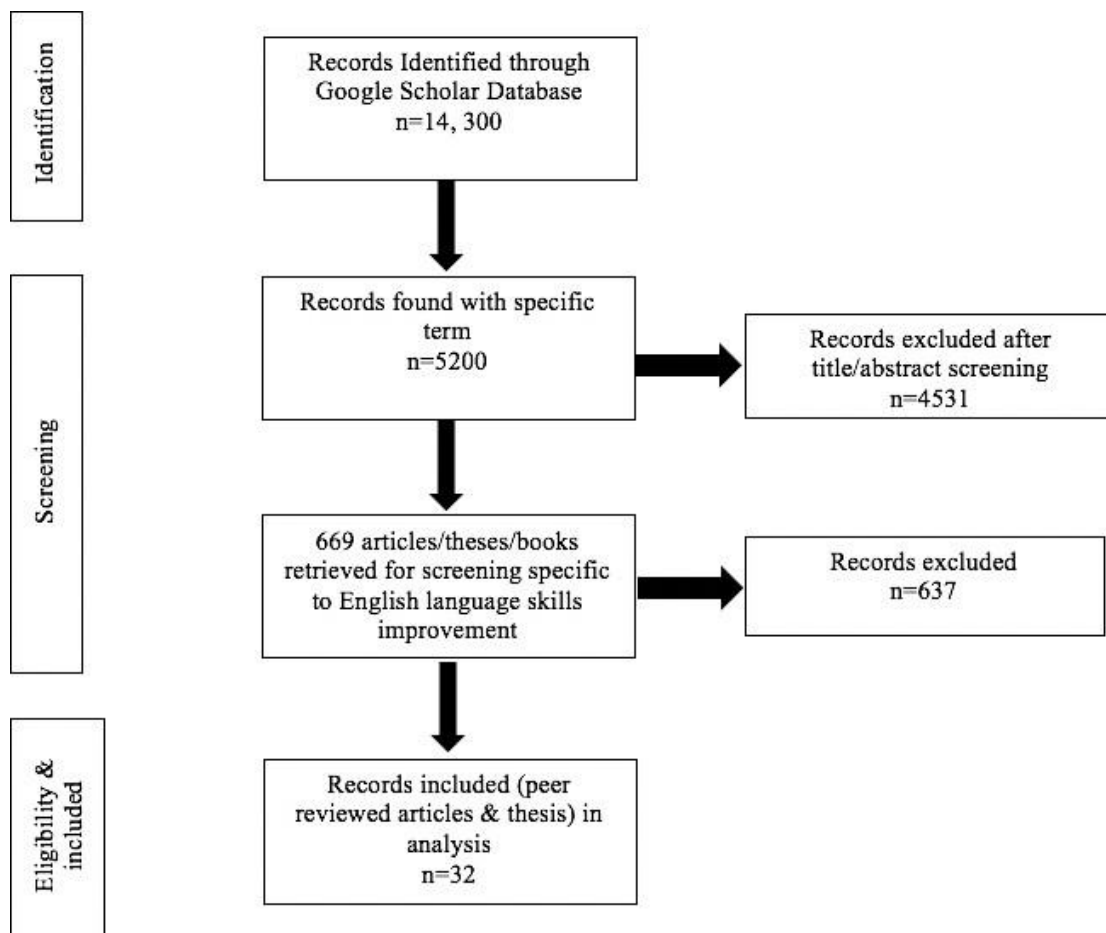 Identification
Records Identified through
Google Scholar Database
n=14, 300
Screening
Records found with specific
term
n=5200
Records excluded after
title/abstract screening
n=4531
669 articles/theses/books
retrieved for screening specific
to English language skills
improvement
Records excluded
n=637
Eligibility &
included
Records included (peer
reviewed articles & thesis) in
analysis
n=32